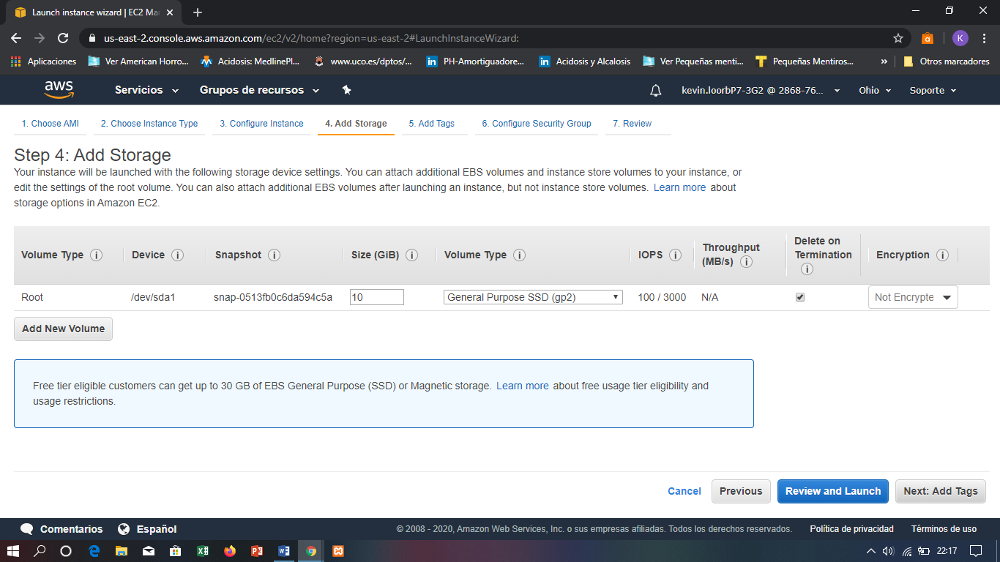 Launch instance wizard | EC2 Ma
us-east-2.console.aws.amazon.com/ec2/v2/home?region=us-east-2#LaunchInstanceWizard:
K
Aplicaciones
Ver American Horro...
Acidosis: MedlinePl...
www.uco.es/dptos/...
PH-Amortiguadore...
Acidosis y Alcalosis
Ver Pequeñas menti...
Pequeñas Mentiros...
»
Otros marcadores
aws
Servicios
Grupos de recursos
kevin.loorbP7-3G2 @ 2868-76...
Ohio
Soporte
1. Choose AMI
2. Choose Instance Type
3. Configure Instance
4. Add Storage
5. Add Tags
6. Configure Security Group
7. Review
Step 4: Add Storage
Your instance will be launched with the following storage device settings. You can attach additional EBS volumes and instance store volumes to your instance, or
edit the settings of the root volume. You can also attach additional EBS volumes after launching an instance, but not instance store volumes. Learn more about
storage options in Amazon EC2.
Volume Type
Device
Snapshot
Size (GiB)
Volume Type
IOPS
Throughput
(MB/s)
Delete on
Termination
Encryption
Root
/dev/sda1
snap-0513fb0c6da594c5a
10
General Purpose SSD (gp2)
100 / 3000
N/A
Not Encrypte
Add New Volume
Free tier eligible customers can get up to 30 GB of EBS General Purpose (SSD) or Magnetic storage. Learn more about free usage tier eligibility and
usage restrictions.
Cancel
Previous
Review and Launch
Next: Add Tags
Comentarios
Español
© 2008 - 2020, Amazon Web Services, Inc. o sus empresas afiliadas. Todos los derechos reservados.
Política de privacidad
Términos de uso
22:17